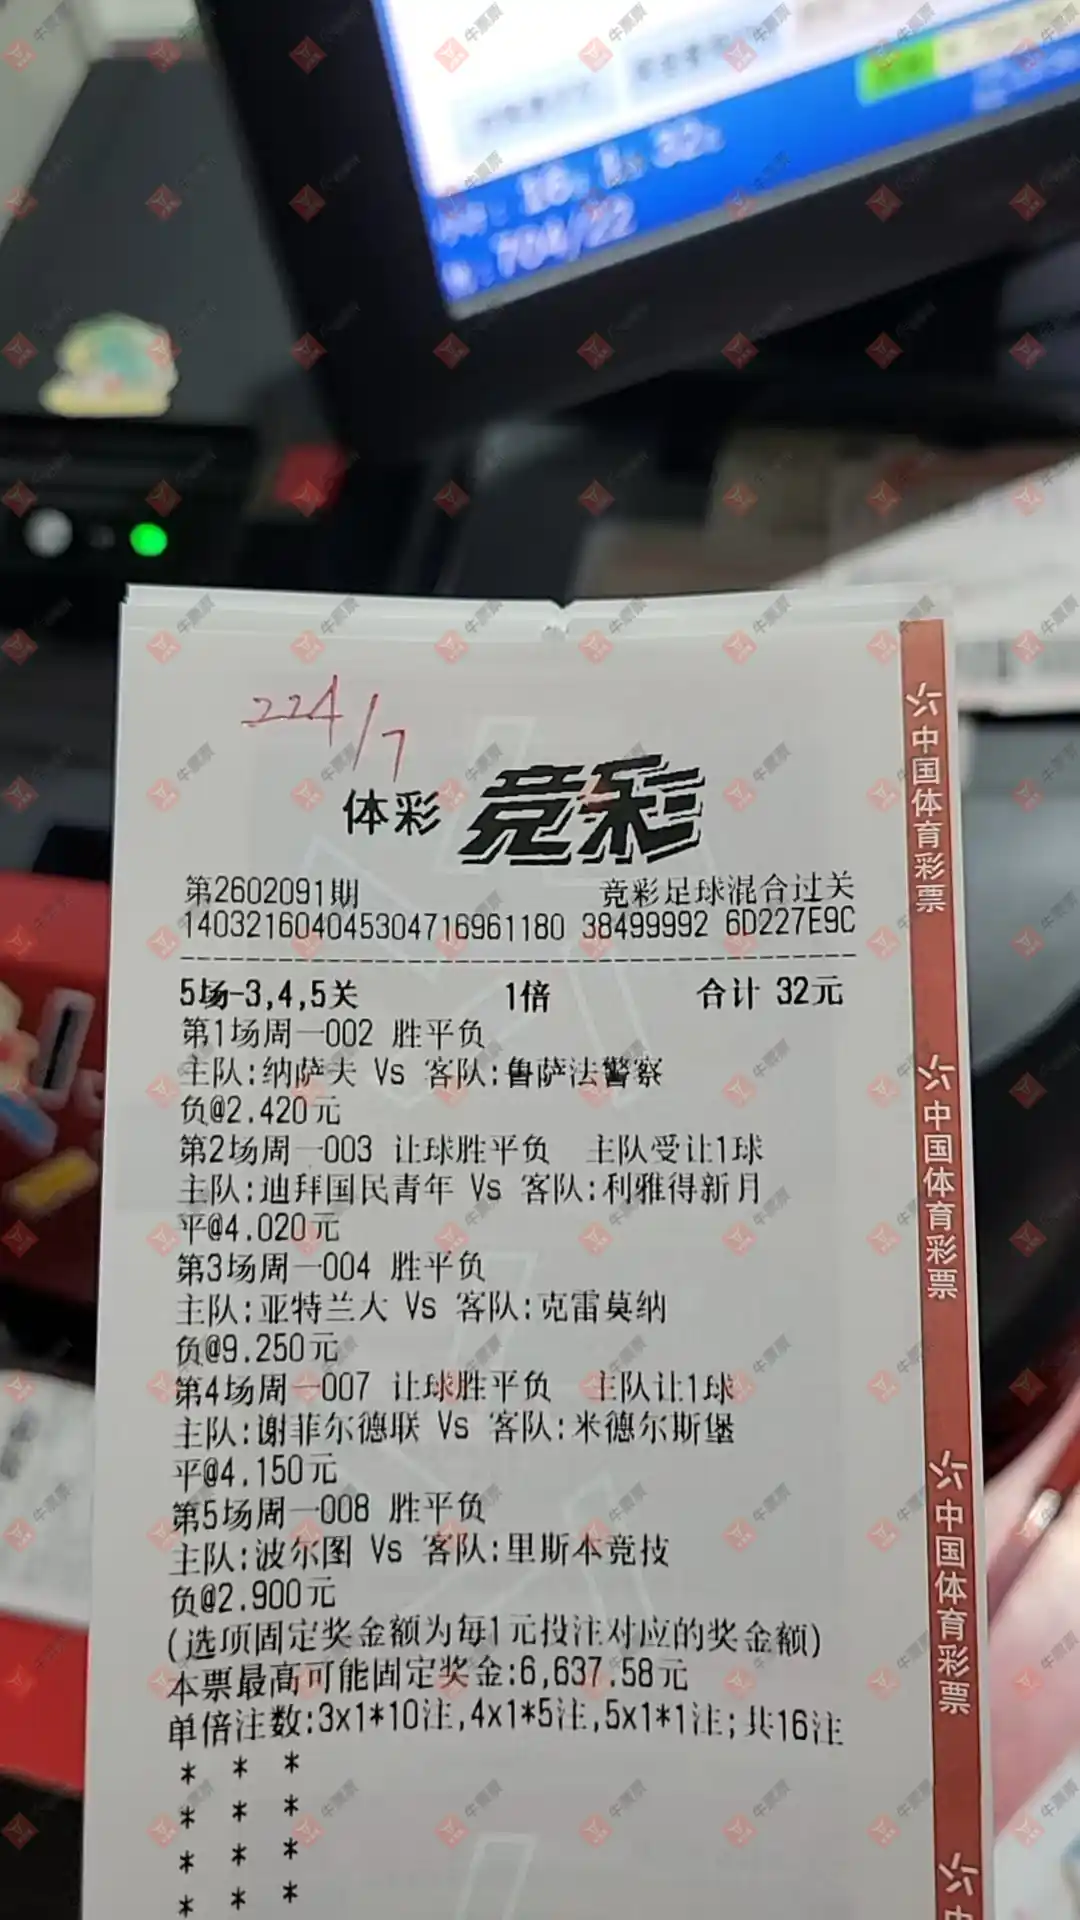 704/22
224/7
体彩 竞彩
第2602091期 竞彩足球混合过关
140321604045304716961180 38499992 6D227E9C
5场-3,4,5关 1倍 合计 32元
第1场周一002 胜平负
主队:纳萨夫 Vs 客队:鲁萨法警察
负@2.420元
第2场周一003 让球胜平负 主队受让1球
主队:迪拜国民青年 Vs 客队:利雅得新月
平@4.020元
第3场周一004 胜平负
主队:亚特兰大 Vs 客队:克雷莫纳
负@9.250元
第4场周一007 让球胜平负 主队让1球
主队:谢菲尔德联 Vs 客队:米德尔斯堡
平@4.150元
第5场周一008 胜平负
主队:波尔图 Vs 客队:里斯本竞技
负@2.900元
(选项固定奖金额为每1元投注对应的奖金额)
本票最高可能固定奖金:6,637.58元
单倍注数:3x1*10注,4x1*5注,5x1*1注;共16注
* * *
* * *
* * *
* * *
中国体育彩票
中国体育彩票
中国体育彩票
中
牛票票